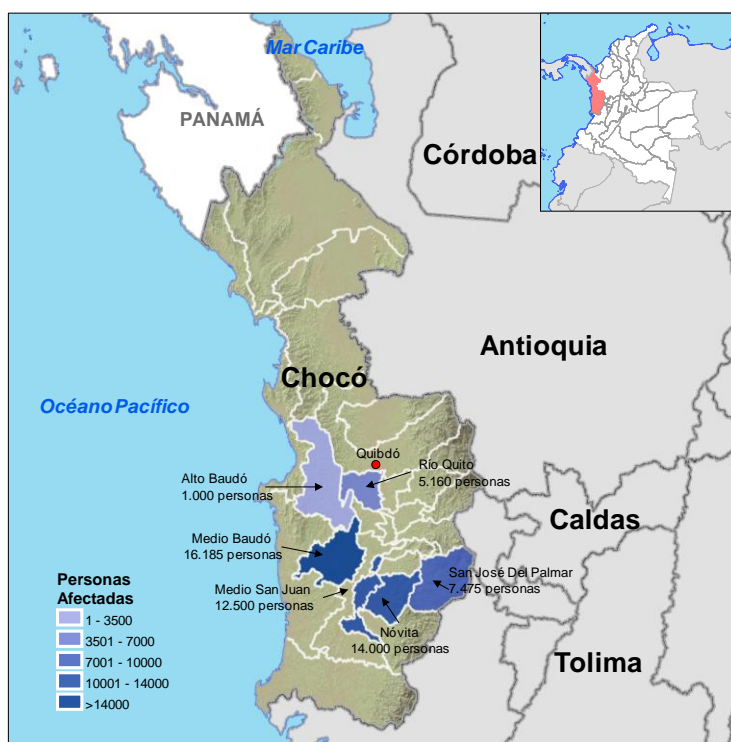 Mar Caribe
PANAMÁ
Córdoba
Antioquia
Chocó
Océano Pacífico
Quibdó
Alto Baudó
1.000 personas
Río Quito
5.160 personas
Caldas
Medio Baudó
16.185 personas
San José Del Palmar
7.475 personas
Medio San Juan
12.500 personas
Nóvita
14.000 personas
Tolima
Personas
Afectadas
1 - 3500
3501 - 7000
7001 - 10000
10001 - 14000
>14000